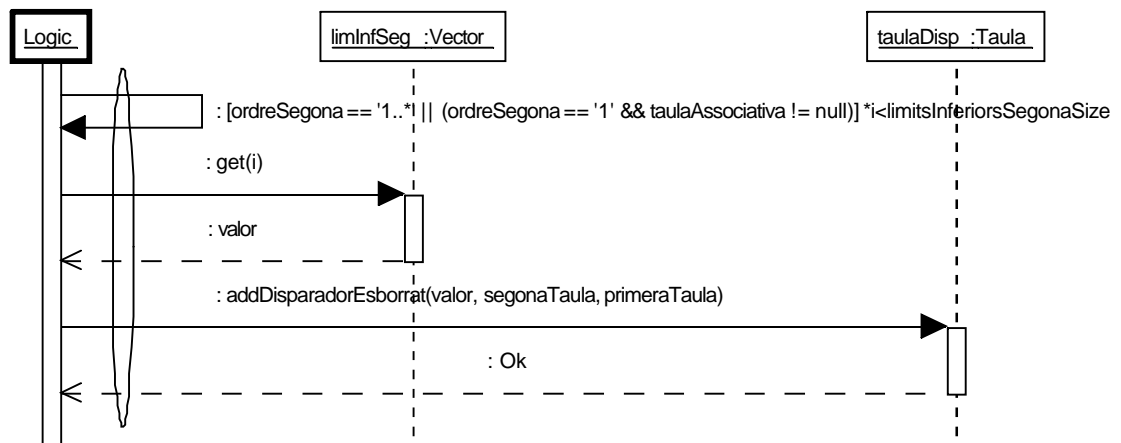 Logic
limInfSeg :Vector
taulaDisp :Taula
: [ordreSegona == '1..*' || (ordreSegona == '1' && taulaAssociativa != null)] *i<limitsInferiorsSegonaSize
: get(i)
: valor
: addDisparadorEsborrat(valor, segonaTaula, primeraTaula)
: Ok